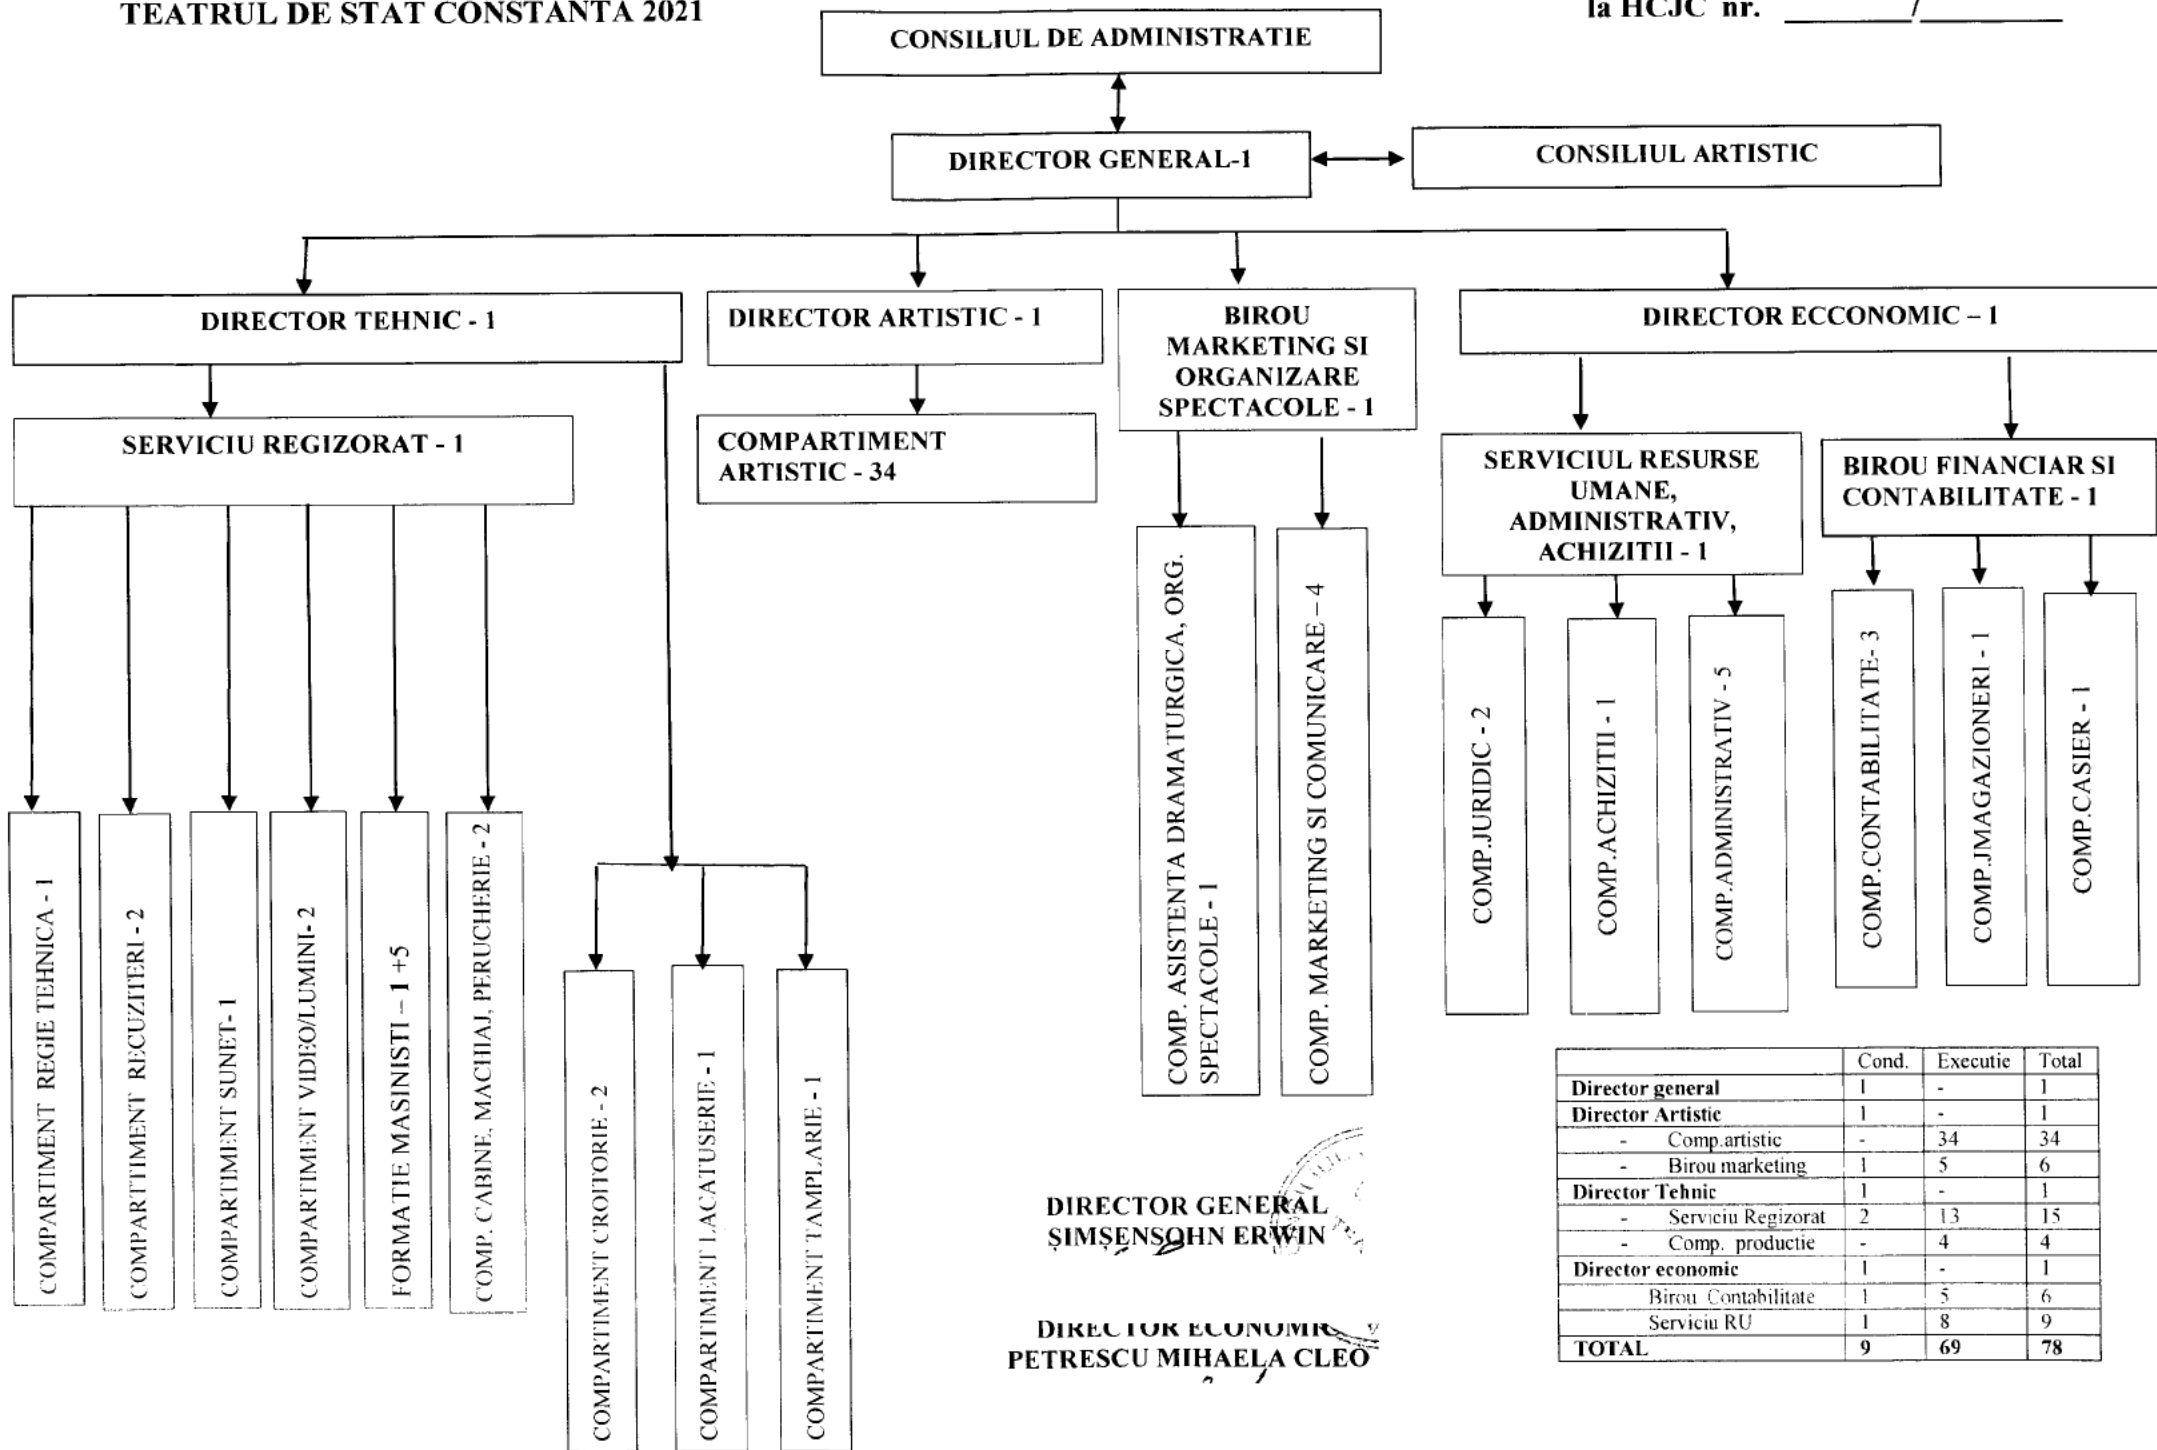 TEATRUL DE STAT CONSTANTA 2021
la HCJC nr. ________/________
CONSILIUL DE ADMINISTRATIE
DIRECTOR GENERAL-1
CONSILIUL ARTISTIC
DIRECTOR TEHNIC - 1
DIRECTOR ARTISTIC - 1
BIROU
MARKETING SI
ORGANIZARE
SPECTACOLE - 1
DIRECTOR ECCONOMIC – 1
SERVICIU REGIZORAT - 1
COMPARTIMENT
ARTISTIC - 34
SERVICIUL RESURSE
UMANE,
ADMINISTRATIV,
ACHIZITII - 1
BIROU FINANCIAR SI
CONTABILITATE - 1
COMPARTIMENT REGIE TEHNICA - 1
COMPARTIMENT RECUZITERI - 2
COMPARTIMENT SUNET- 1
COMPARTIMENT VIDEO/LUMINI- 2
FORMATIE MASINISTI – 1 +5
COMP. CABINE, MACHIAJ, PERUCHERIE - 2
COMPARTIMENT CROITORIE - 2
COMPARTIMENT LACATUSERIE - 1
COMPARTIMENT TAMPLARIE - 1
COMP. ASISTENTA DRAMATURGICA, ORG.
SPECTACOLE - 1
COMP. MARKETING SI COMUNICARE – 4
COMP.JURIDIC - 2
COMP.ACHIZITII - 1
COMP.ADMINISTRATIV - 5
COMP.CONTABILITATE- 3
COMP.JMAGAZIONERI - 1
COMP.CASIER - 1
DIRECTOR GENERAL
ȘIMȘENSOHN ERWIN
DIRECTOR ECONOMIC
PETRESCU MIHAELA CLEO
Cond. Executie Total
Director general 1 - 1
Director Artistic 1 - 1
- Comp.artistic - 34 34
- Birou marketing 1 5 6
Director Tehnic 1 - 1
- Serviciu Regizorat 2 13 15
- Comp. productie - 4 4
Director economic 1 - 1
Birou Contabilitate 1 5 6
Serviciu RU 1 8 9
TOTAL 9 69 78